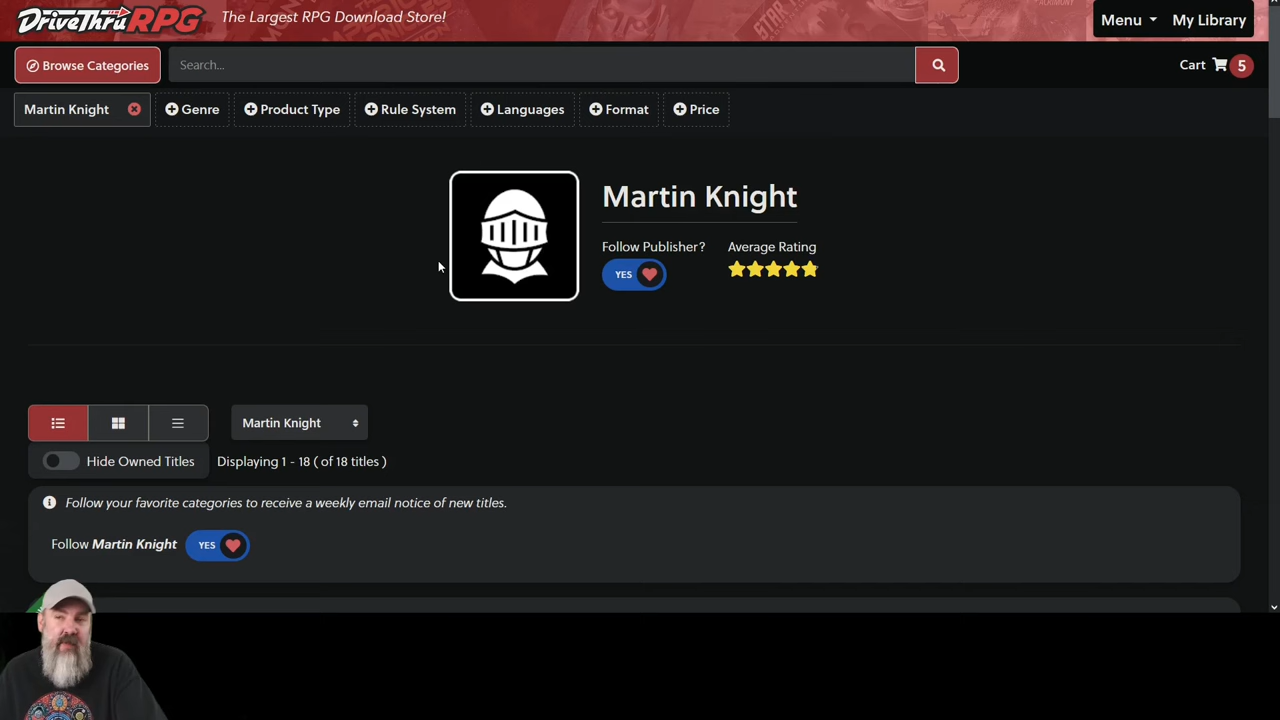 DriveThruRPG The Largest RPG Download Store! Menu My Library
Browse Categories Search... Cart 5
Martin Knight Genre Product Type Rule System Languages Format Price
Martin Knight
Follow Publisher? Average Rating
YES
Martin Knight
Hide Owned Titles Displaying 1 - 18 ( of 18 titles )
Follow your favorite categories to receive a weekly email notice of new titles.
Follow Martin Knight YES